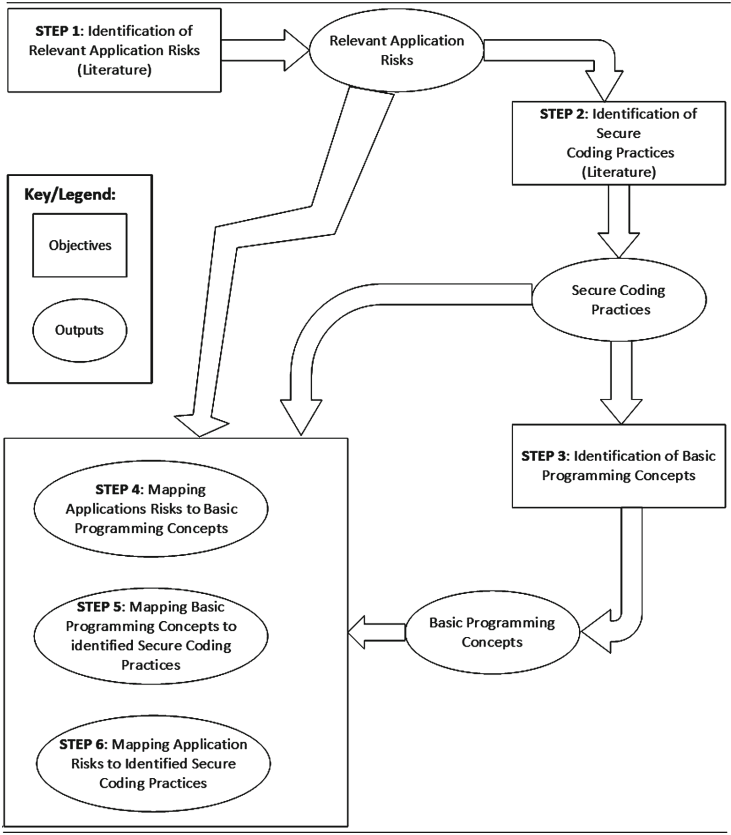 STEP 1: Identification of
Relevant Application Risks
(Literature)
Relevant Application
Risks
STEP 2: Identification of
Secure
Coding Practices
(Literature)
Key/Legend:
Objectives
Outputs
Secure Coding
Practices
STEP 3: Identification of Basic
Programming Concepts
STEP 4: Mapping
Applications Risks to Basic
Programming Concepts
STEP 5: Mapping Basic
Programming Concepts to
identified Secure Coding
Practices
Basic Programming
Concepts
STEP 6: Mapping Application
Risks to Identified Secure
Coding Practices